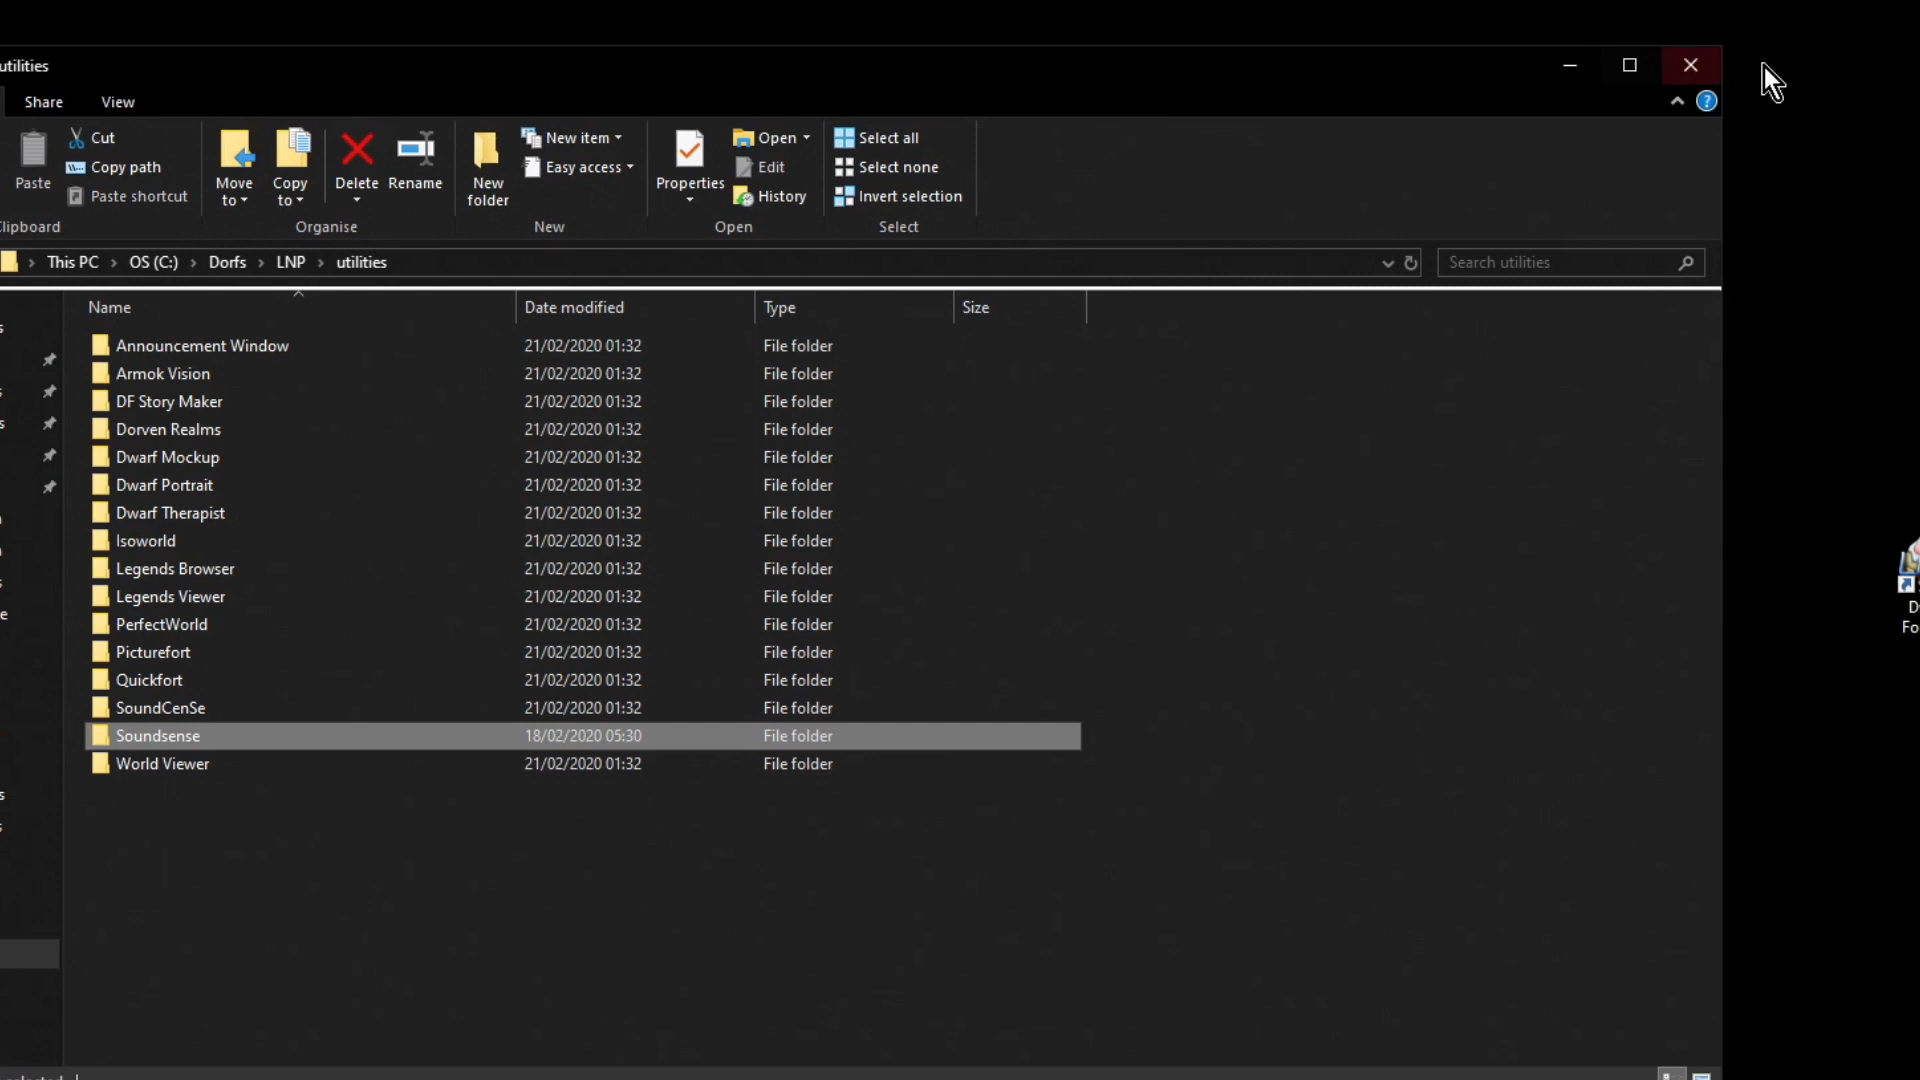 utilities
Share View
Cut
Copy path
Paste shortcut
Paste
Move to
Copy to
Delete
Rename
New folder
New item
Easy access
Properties
Open
Edit
History
Select all
Select none
Invert selection
Organise
New
Open
Select
This PC > OS (C:) > Dorfs > LNP > utilities
Search utilities
Name Date modified Type Size
Announcement Window 21/02/2020 01:32 File folder
Armok Vision 21/02/2020 01:32 File folder
DF Story Maker 21/02/2020 01:32 File folder
Dorven Realms 21/02/2020 01:32 File folder
Dwarf Mockup 21/02/2020 01:32 File folder
Dwarf Portrait 21/02/2020 01:32 File folder
Dwarf Therapist 21/02/2020 01:32 File folder
Isoworld 21/02/2020 01:32 File folder
Legends Browser 21/02/2020 01:32 File folder
Legends Viewer 21/02/2020 01:32 File folder
PerfectWorld 21/02/2020 01:32 File folder
Picturefort 21/02/2020 01:32 File folder
Quickfort 21/02/2020 01:32 File folder
SoundCenSe 21/02/2020 01:32 File folder
Soundsense 18/02/2020 05:30 File folder
World Viewer 21/02/2020 01:32 File folder